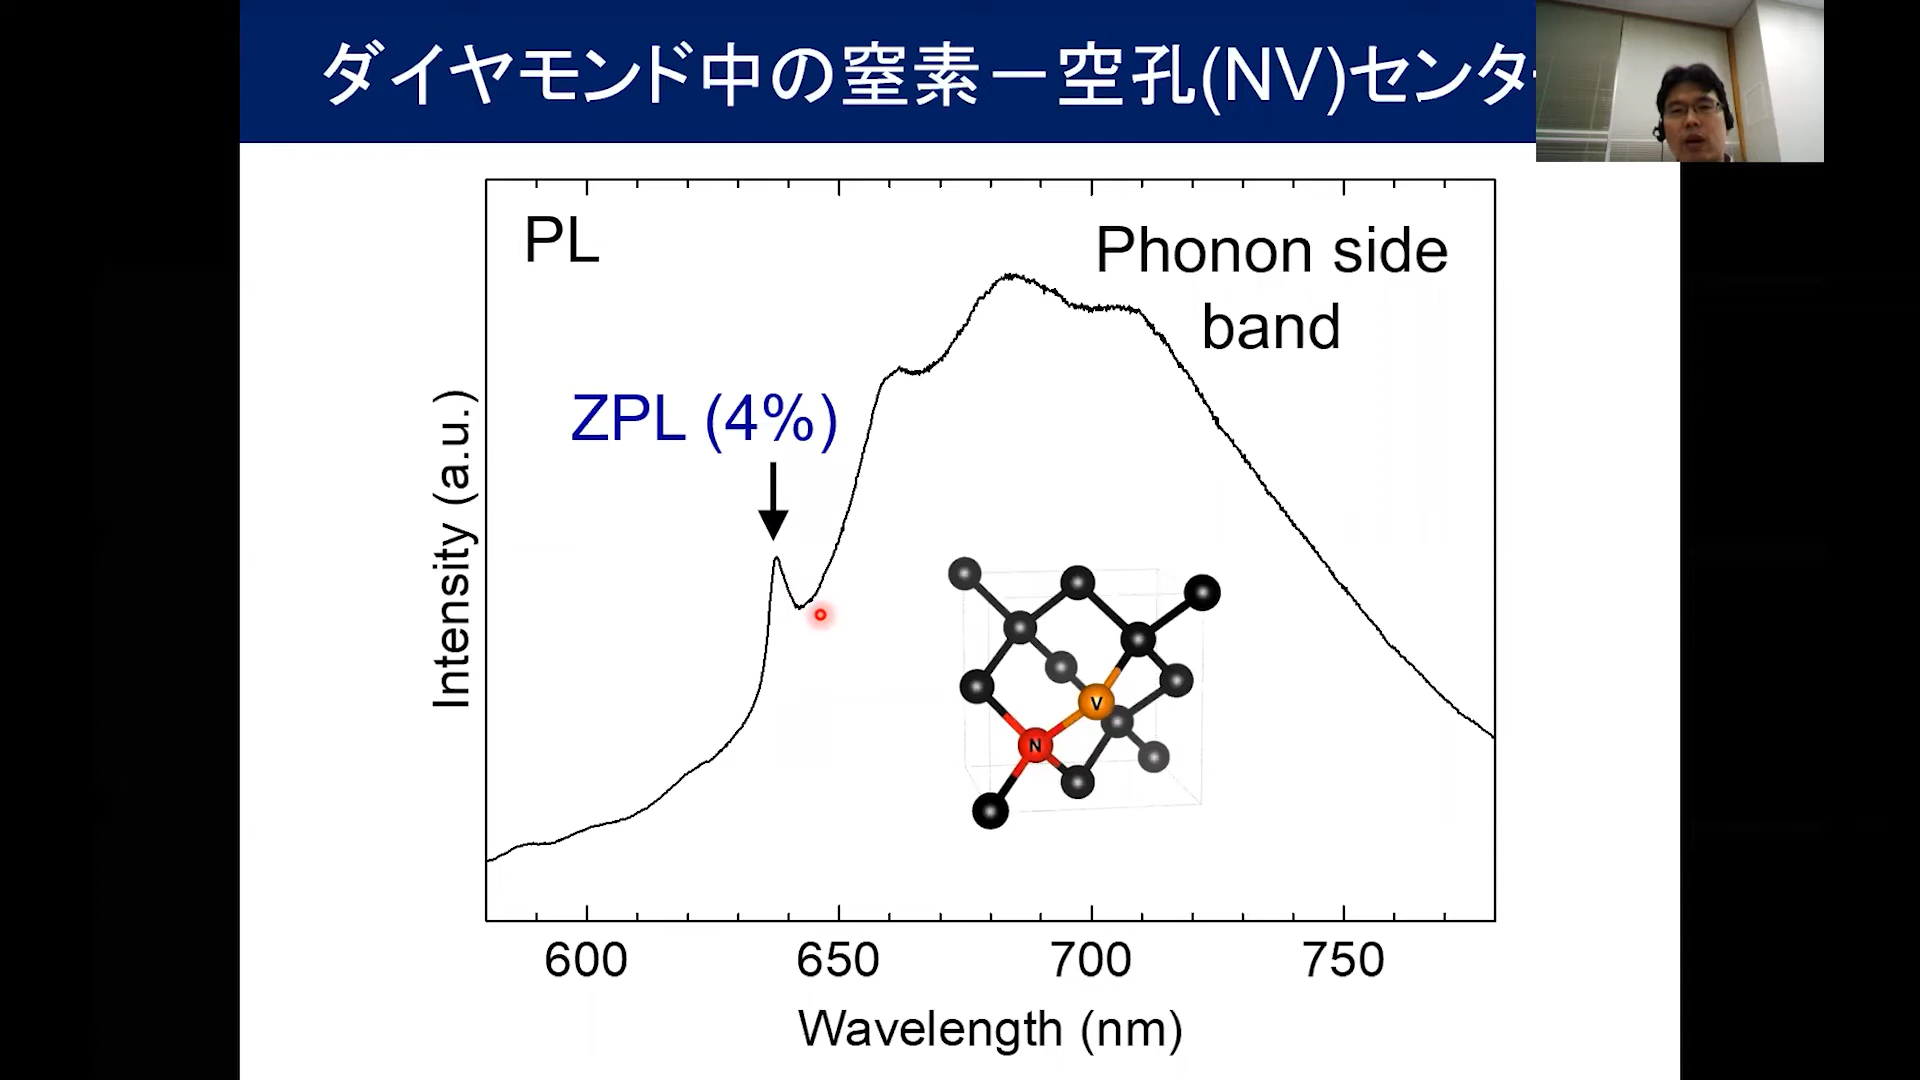 ダイヤモンド中の窒素－空孔(NV)センター
PL
Phonon side
band
ZPL (4%)
Intensity (a.u.)
V
N
600
650
700
750
Wavelength (nm)